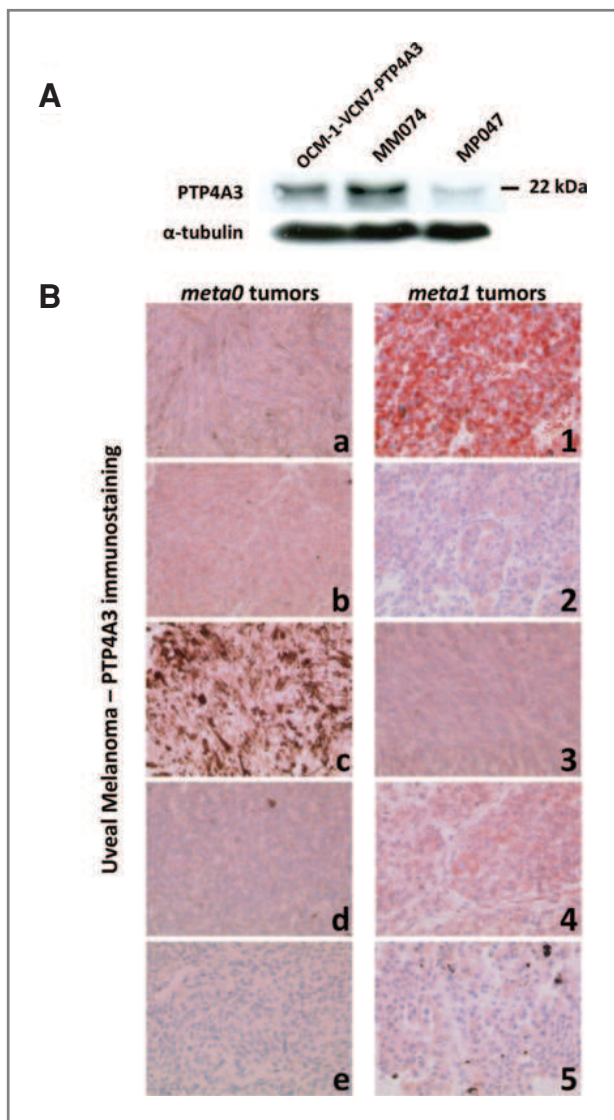 A
OCM-1-VCN7-PTP4A3
MM074
MP047
PTP4A3
22 kDa
α-tubulin
B
meta0 tumors
meta1 tumors
Uveal Melanoma – PTP4A3 immunostaining
a
1
b
2
c
3
d
4
e
5